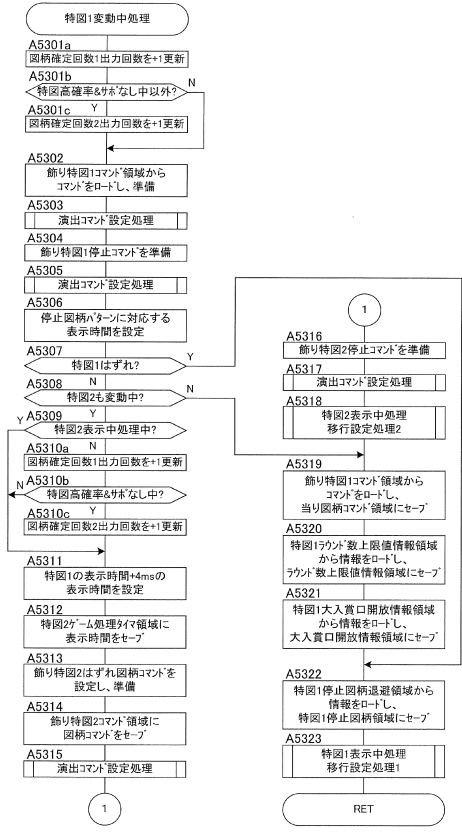 特図1変動中処理
A5301a
図柄確定回数1出力回数を+1更新
A5301b
特図高確率&ｻﾎﾟなし中以外?
N
Y
A5301c
図柄確定回数2出力回数を+1更新
A5302
飾り特図1ｺﾏﾝﾄﾞ領域から
ｺﾏﾝﾄﾞをﾛｰﾄﾞし、準備
A5303
演出ｺﾏﾝﾄﾞ設定処理
A5304
飾り特図1停止ｺﾏﾝﾄﾞを準備
A5305
演出ｺﾏﾝﾄﾞ設定処理
A5306
停止図柄ﾊﾟﾀｰﾝに対応する
表示時間を設定
A5307
特図1はずれ?
Y
N
A5308
特図2も変動中?
N
Y
A5309
特図2表示中処理中?
Y
N
A5310a
図柄確定回数1出力回数を+1更新
A5310b
特図高確率&ｻﾎﾟなし中?
N
Y
A5310c
図柄確定回数2出力回数を+1更新
A5311
特図1の表示時間+4msの
表示時間を設定
A5312
特図2ｹﾞｰﾑ処理ﾀｲﾏ領域に
表示時間をｾｰﾌﾞ
A5313
飾り特図2はずれ図柄ｺﾏﾝﾄﾞを
設定し、準備
A5314
飾り特図2ｺﾏﾝﾄﾞ領域に
図柄ｺﾏﾝﾄﾞをｾｰﾌﾞ
A5315
演出ｺﾏﾝﾄﾞ設定処理
1
1
A5316
飾り特図2停止ｺﾏﾝﾄﾞを準備
A5317
演出ｺﾏﾝﾄﾞ設定処理
A5318
特図2表示中処理
移行設定処理2
A5319
飾り特図1ｺﾏﾝﾄﾞ領域から
ｺﾏﾝﾄﾞをﾛｰﾄﾞし、
当り図柄ｺﾏﾝﾄﾞ領域にｾｰﾌﾞ
A5320
特図1ﾗｳﾝﾄﾞ数上限値情報領域
から情報をﾛｰﾄﾞし、
ﾗｳﾝﾄﾞ数上限値情報領域にｾｰﾌﾞ
A5321
特図1大入賞口開放情報領域
から情報をﾛｰﾄﾞし、
大入賞口開放情報領域にｾｰﾌﾞ
A5322
特図1停止図柄退避領域から
情報をﾛｰﾄﾞし、
特図1停止図柄領域にｾｰﾌﾞ
A5323
特図1表示中処理
移行設定処理1
RET